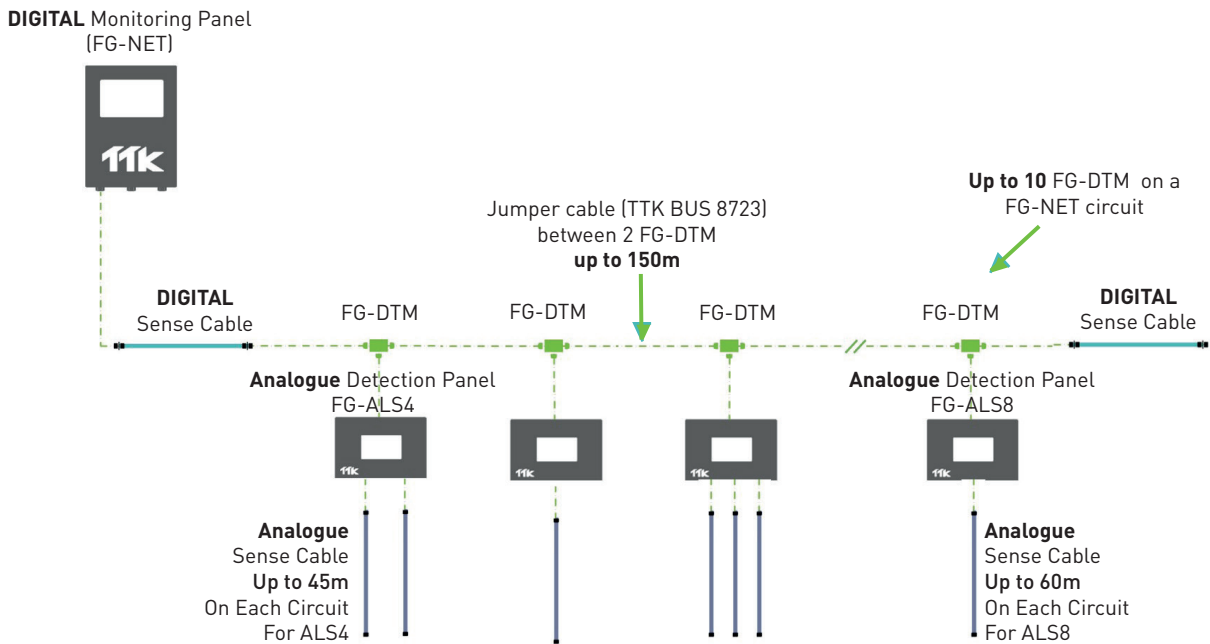 DIGITAL Monitoring Panel
(FG-NET)
TTK
Up to 10 FG-DTM on a
FG-NET circuit
Jumper cable (TTK BUS 8723)
between 2 FG-DTM
up to 150m
DIGITAL
Sense Cable
FG-DTM
FG-DTM
FG-DTM
FG-DTM
DIGITAL
Sense Cable
Analogue Detection Panel
FG-ALS4
Analogue Detection Panel
FG-ALS8
TTK
TTK
TTK
TTK
Analogue
Sense Cable
Up to 45m
On Each Circuit
For ALS4
Analogue
Sense Cable
Up to 60m
On Each Circuit
For ALS8